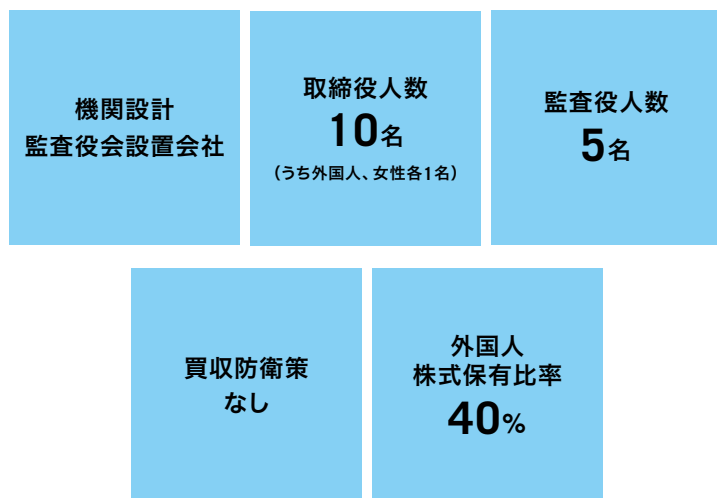 機関設計
監査役会設置会社
取締役人数
10名
（うち外国人、女性各1名）
監査役人数
5名
買収防衛策
なし
外国人
株式保有比率
40%